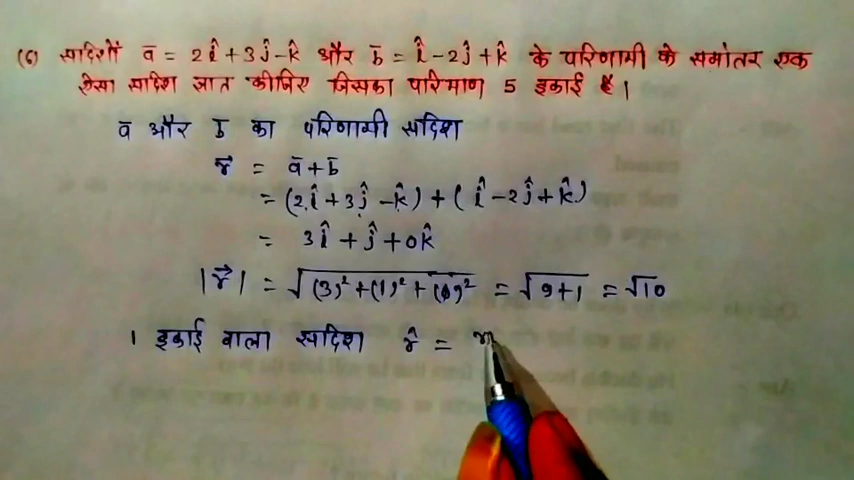 (6) सदिशों a̅ = 2î + 3ĵ - k̂ और b̅ = î - 2ĵ + k̂ के परिणामी के समांतर एक
ऐसा सदिश ज्ञात कीजिए जिसका परिमाण 5 इकाई है।
a̅ और b̅ का परिणामी सदिश
r⃗ = a̅ + b̅
= (2î + 3ĵ - k̂) + (î - 2ĵ + k̂)
= 3î + ĵ + 0k̂
|r⃗| = √(3)² + (1)² + (0)² = √9+1 = √10
1 इकाई वाला सदिश r̂ =